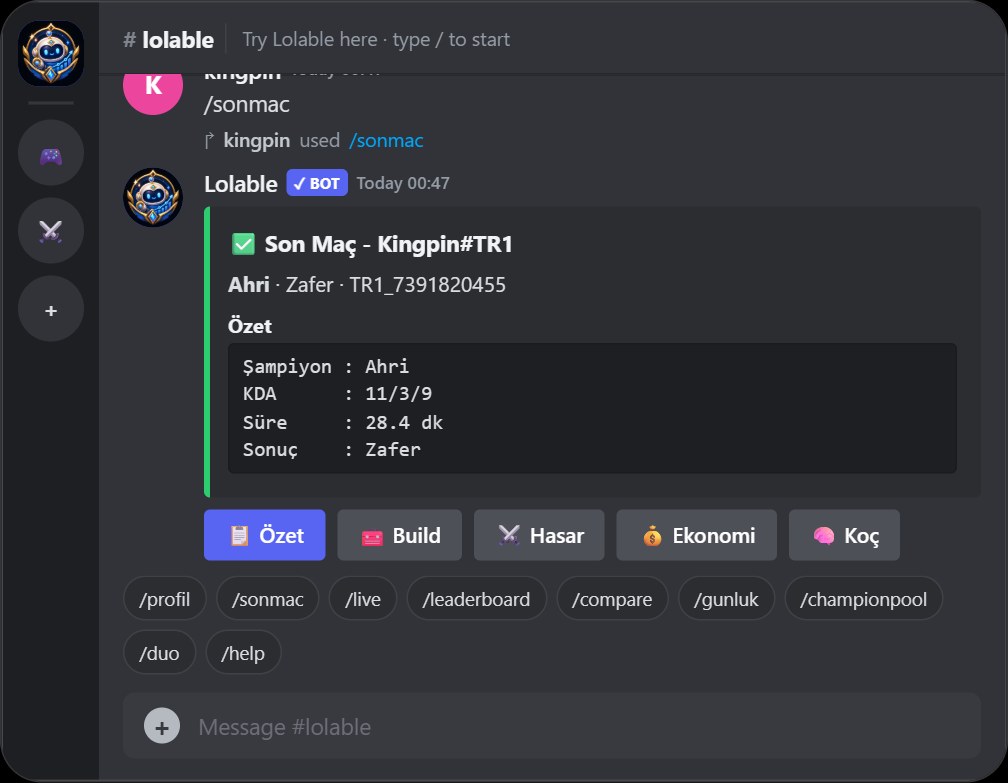 # lolable Try Lolable here · type / to start
K kingpin
/sonmac
kingpin used /sonmac
Lolable ✓ BOT Today 00:47
✅ Son Maç - Kingpin#TR1
Ahri · Zafer · TR1_7391820455
Özet
Şampiyon : Ahri
KDA : 11/3/9
Süre : 28.4 dk
Sonuç : Zafer
Özet Build Hasar Ekonomi Koç
/profil /sonmac /live /leaderboard /compare /gunluk /championpool
/duo /help
+ Message #lolable